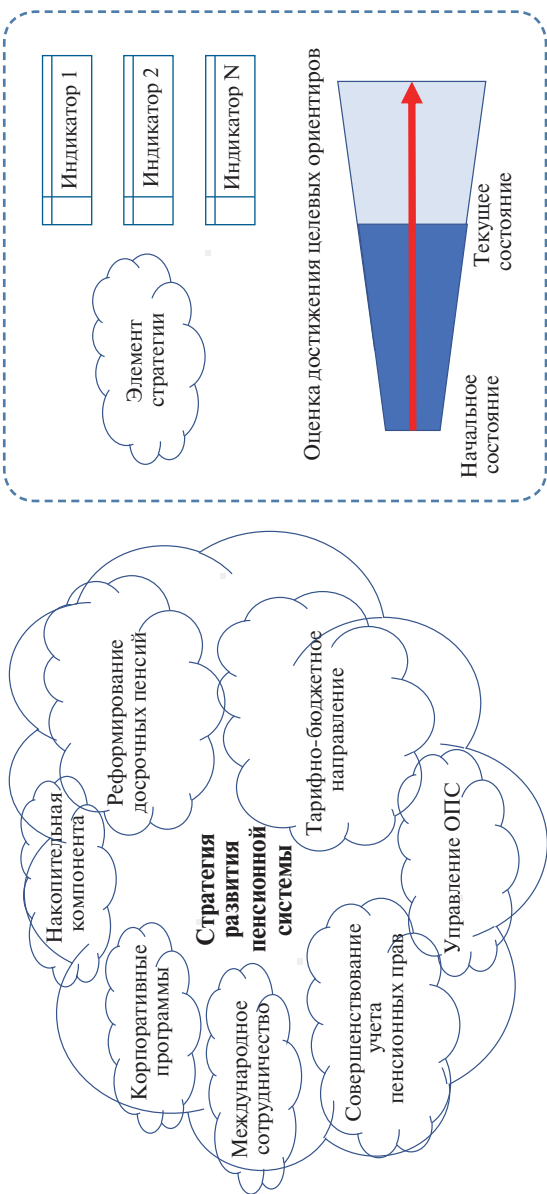 Накопительная
компонента
Реформирование
досрочных пенсий
Корпоративные
программы
Стратегия
развития
пенсионной
системы
Международное
сотрудничество
Тарифно-бюджетное
направление
Совершенствование
учета
пенсионных прав
Управление ОПС
Элемент
стратегии
Индикатор 1
Индикатор 2
Индикатор N
Оценка достижения целевых ориентиров
Начальное
состояние
Текущее
состояние